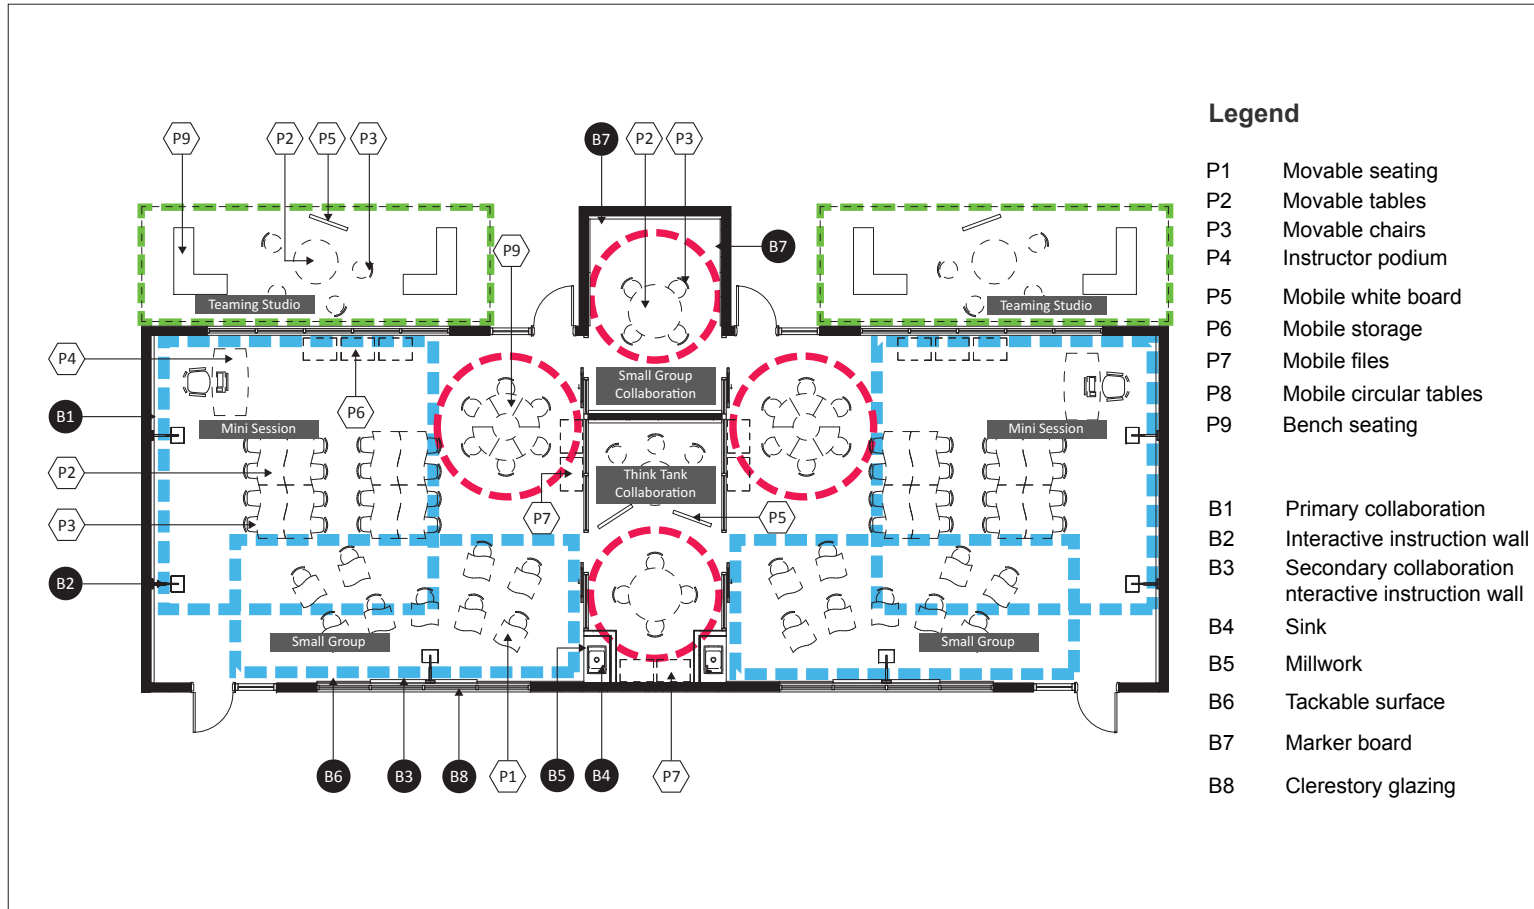 Legend
P1 Movable seating
P2 Movable tables
P3 Movable chairs
P4 Instructor podium
P5 Mobile white board
P6 Mobile storage
P7 Mobile files
P8 Mobile circular tables
P9 Bench seating
B1 Primary collaboration
B2 Interactive instruction wall
B3 Secondary collaboration
nteractive instruction wall
B4 Sink
B5 Millwork
B6 Tackable surface
B7 Marker board
B8 Clerestory glazing
P9 P2 P5 P3 B7 P2 P3
P9 B7
Teaming Studio
Teaming Studio
P4
P6
B1
Small Group
Collaboration
Mini Session
Mini Session
P2
Think Tank
Collaboration
P3
P7
P5
B2
Small Group
Small Group
B6 B3 B8 P1 B5 B4 P7